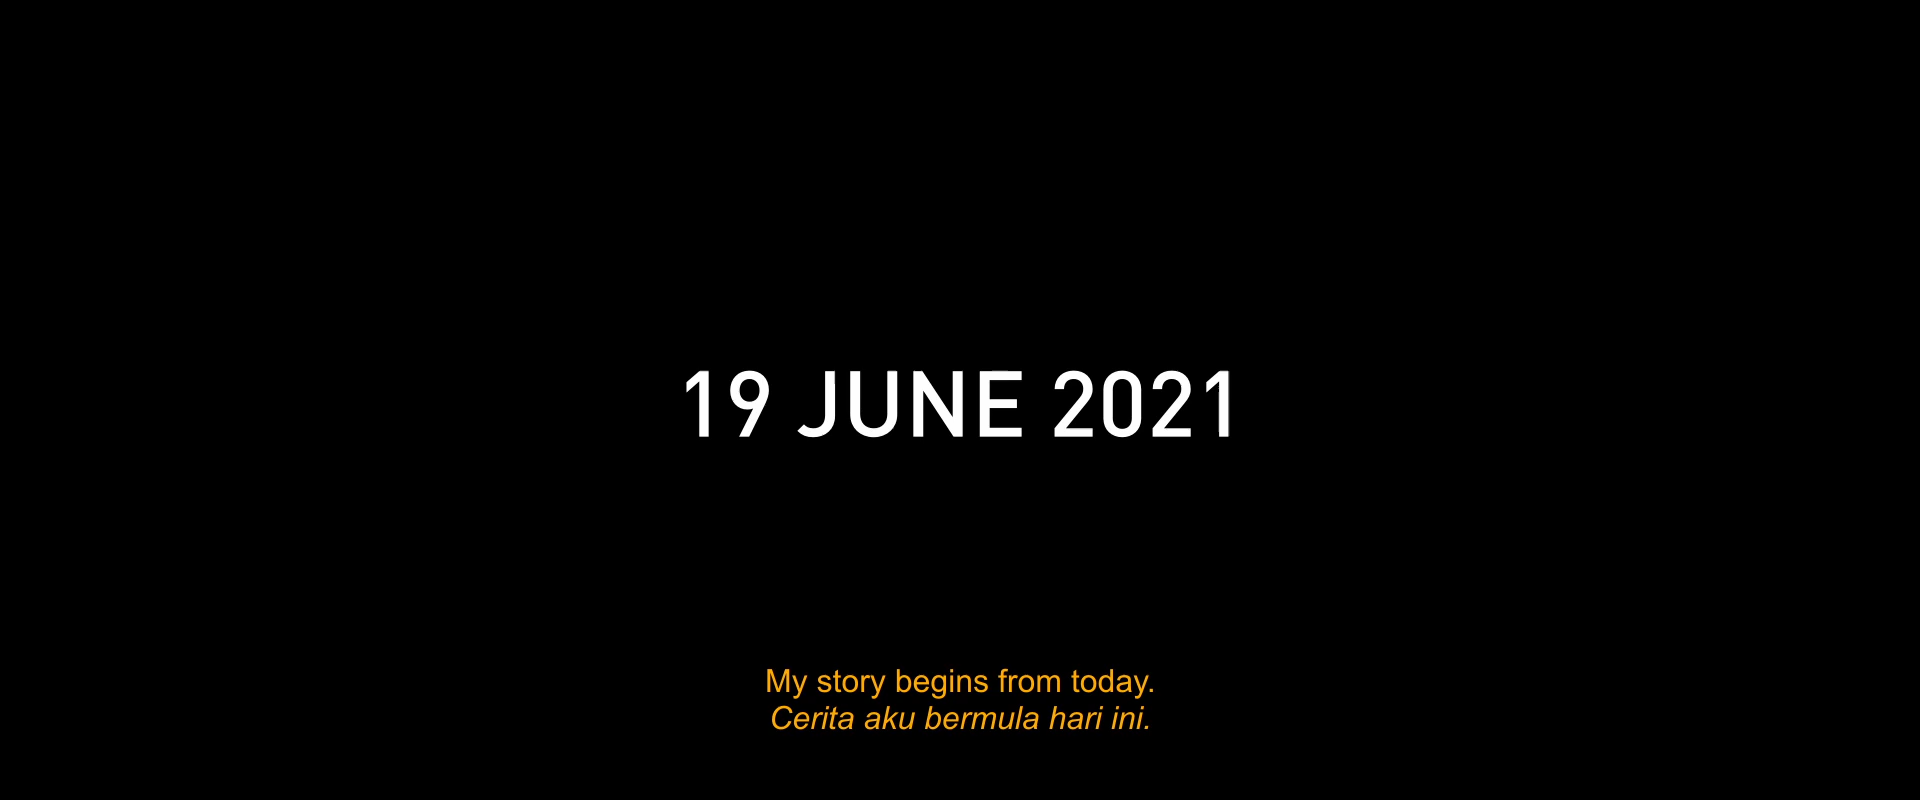 19 JUNE 2021
My story begins from today.
Cerita aku bermula hari ini.